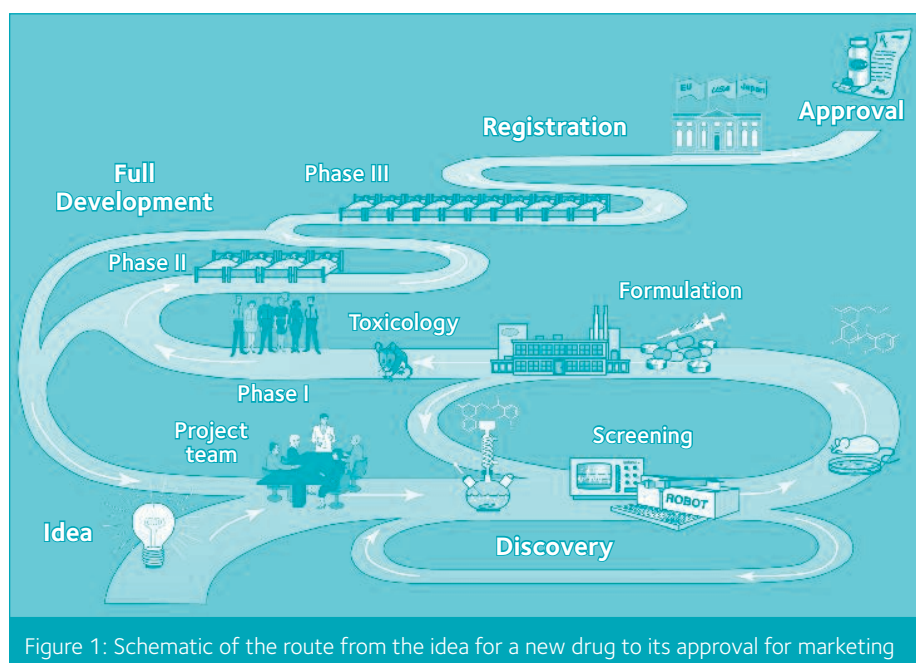 Approval
EU USA Japan
Registration
Phase III
Full
Development
Phase II
Formulation
Toxicology
Phase I
Project
team
Screening
ROBOT
Idea
Discovery
Figure 1: Schematic of the route from the idea for a new drug to its approval for marketing